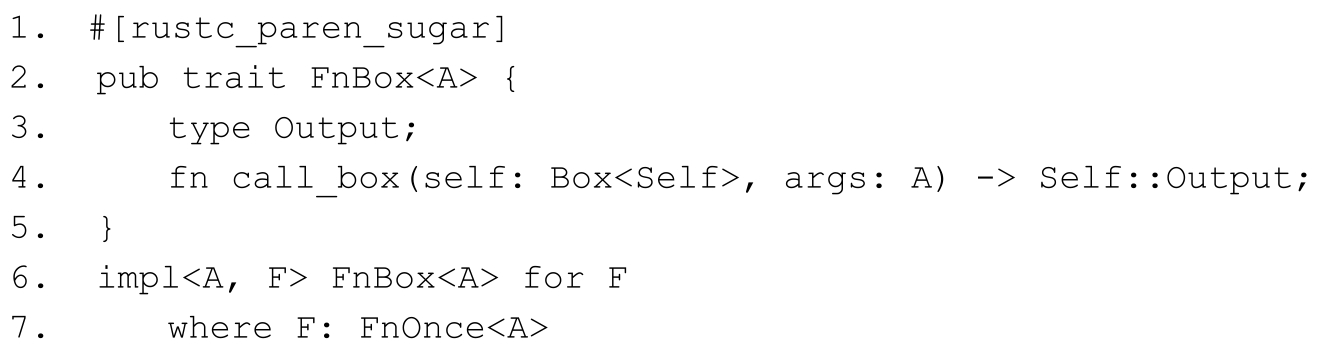 1. #[rustc_paren_sugar]
2. pub trait FnBox<A> {
3. type Output;
4. fn call_box(self: Box<Self>, args: A) -> Self::Output;
5. }
6. impl<A, F> FnBox<A> for F
7. where F: FnOnce<A>